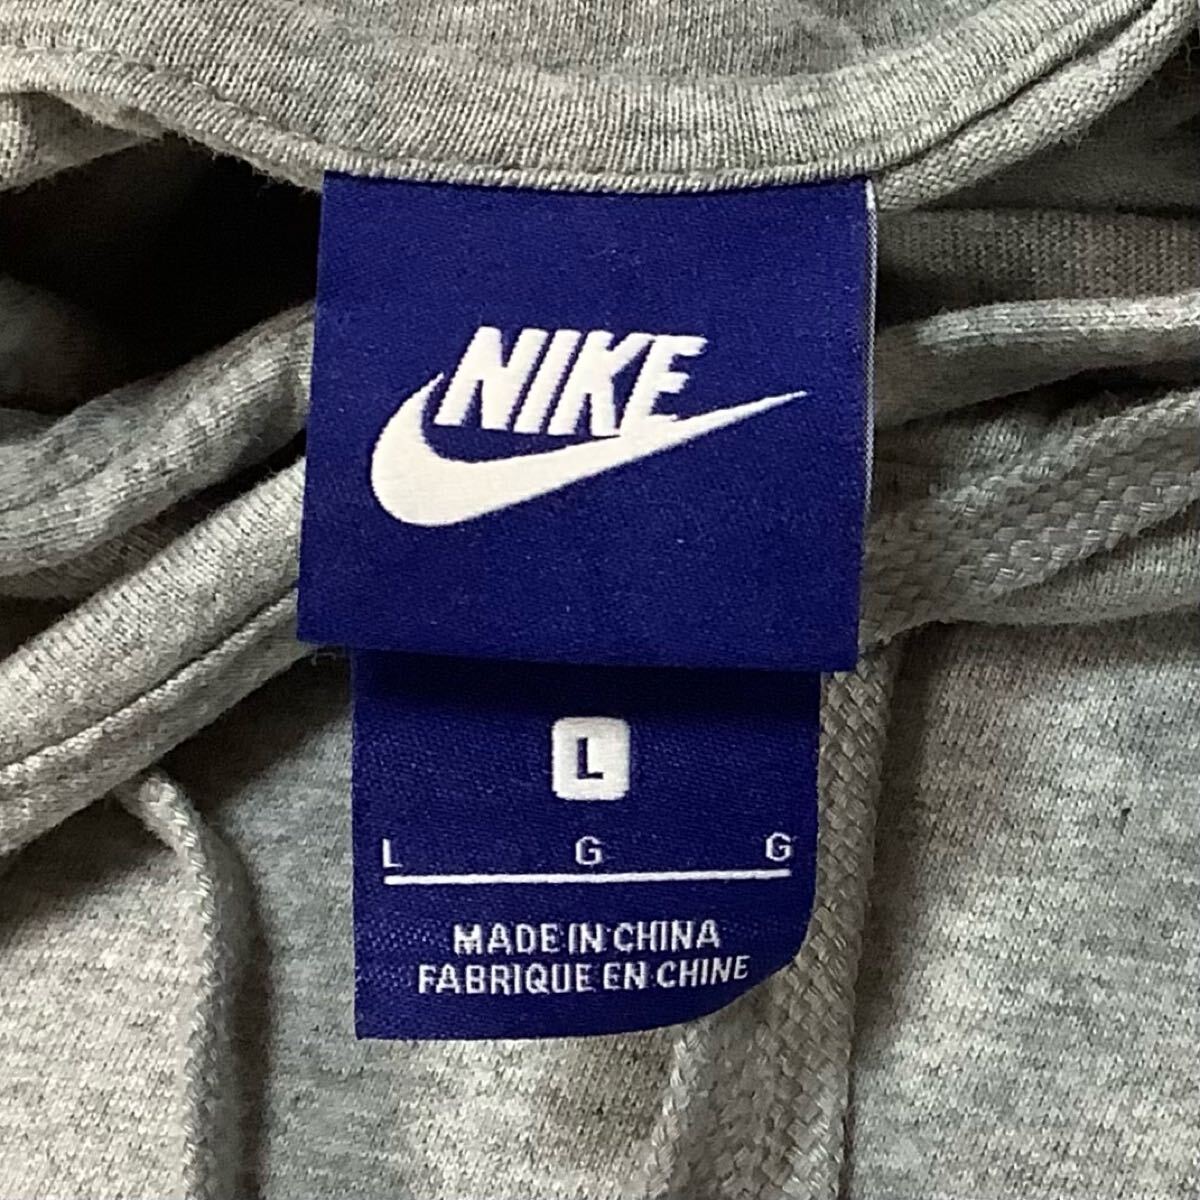 NIKE
L
L G G
MADE IN CHINA
FABRIQUE EN CHINE